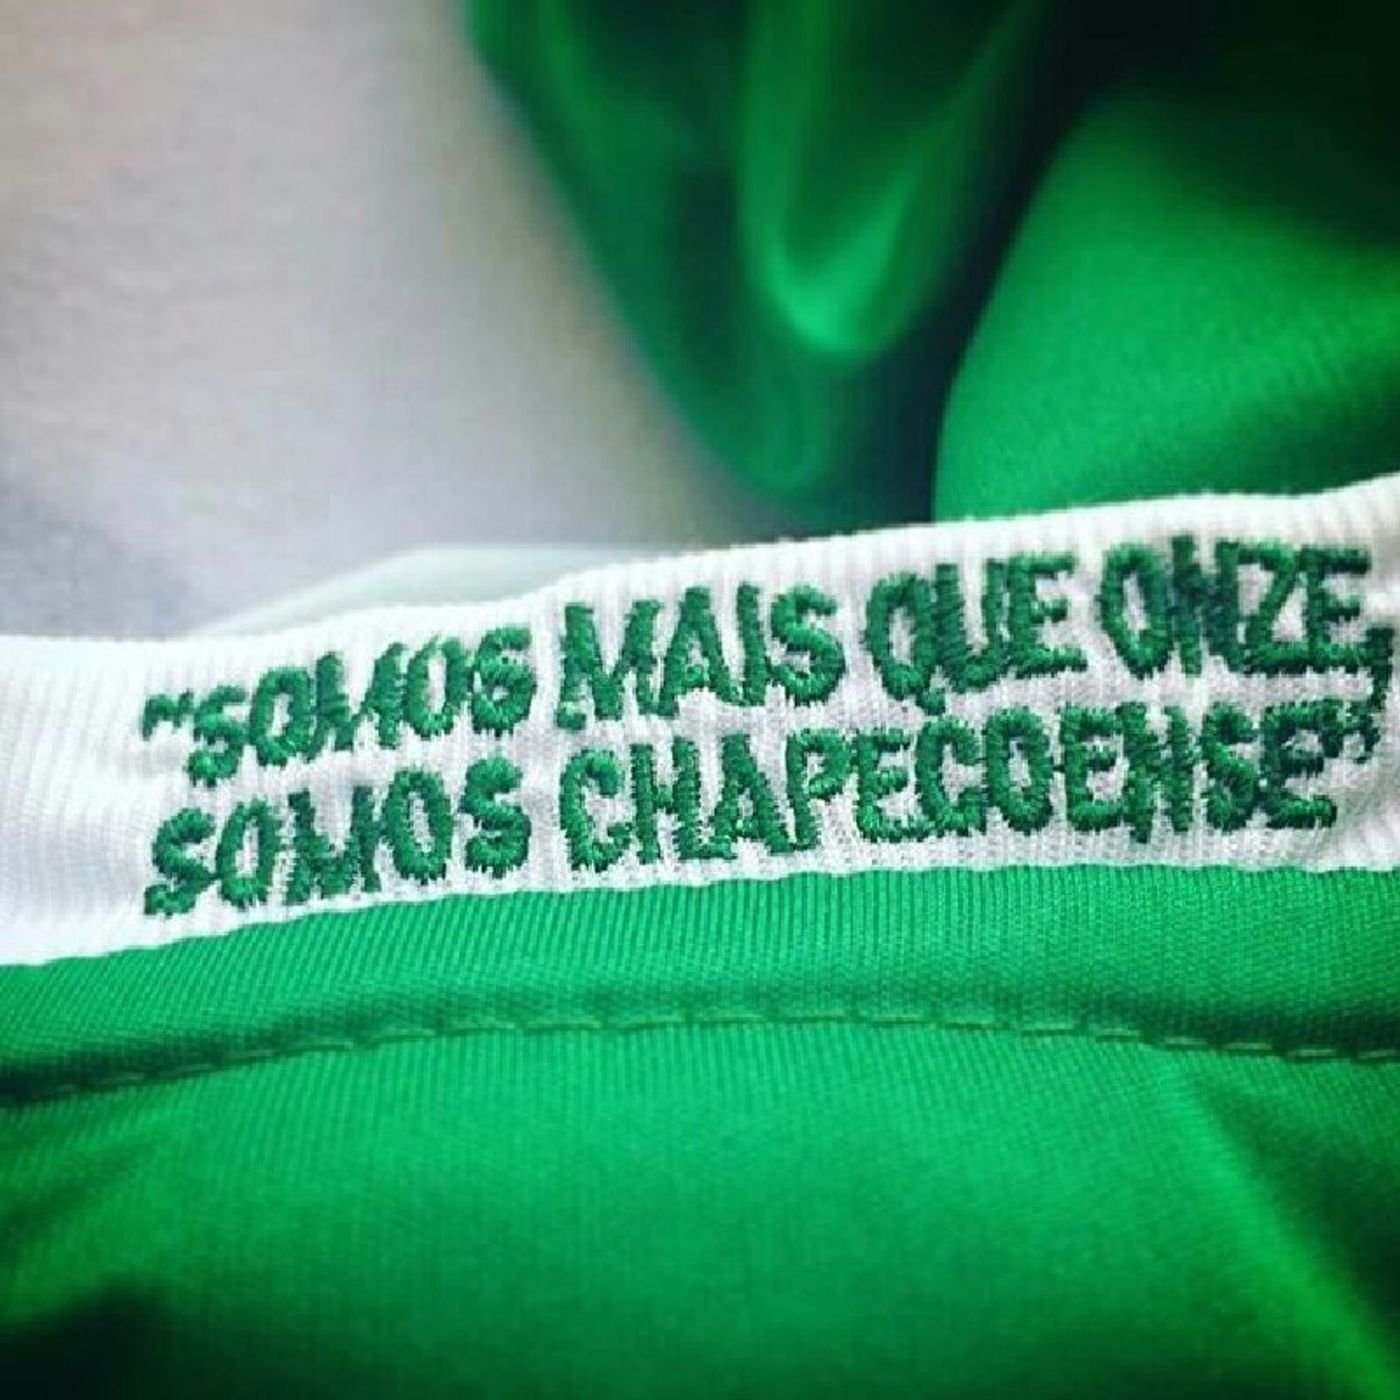 "SOMOS MAIS QUE ONZE,
SOMOS CHAPECOENSE"